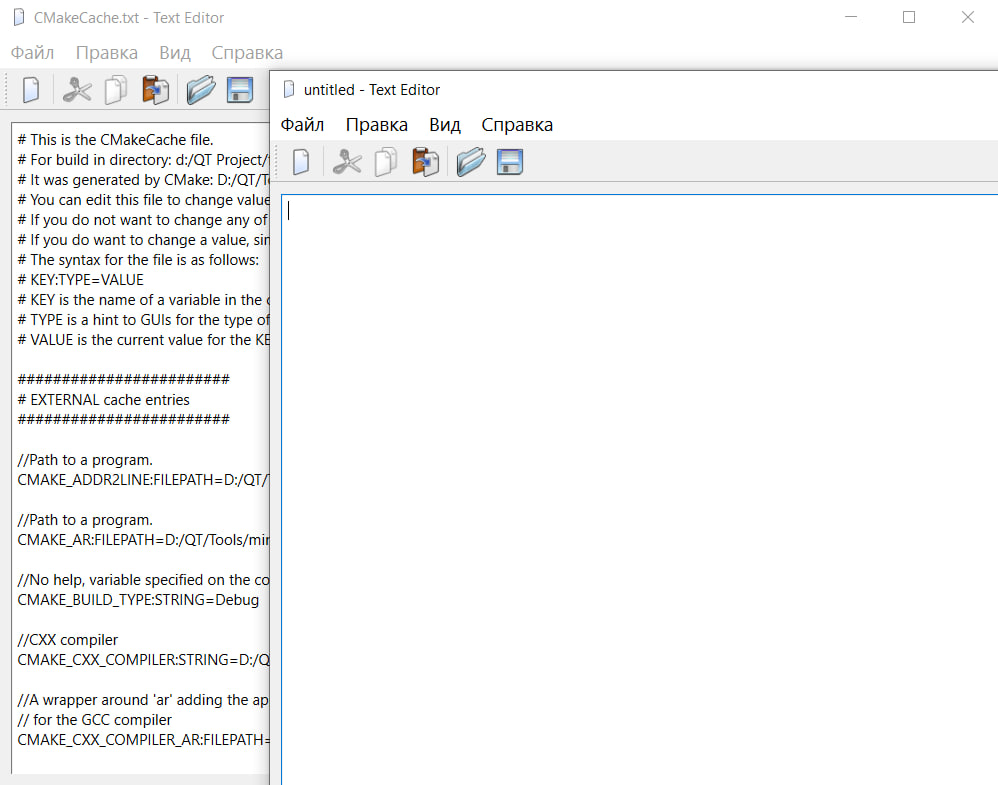 CMakeCache.txt - Text Editor
Файл Правка Вид Справка
# This is the CMakeCache file.
# For build in directory: d:/QT Project/
# It was generated by CMake: D:/QT/
# You can edit this file to change value
# If you do not want to change any of
# If you do want to change a value,
# The syntax for the file is as follows:
# KEY:TYPE=VALUE
# KEY is the name of a variable in the
# TYPE is a hint to GUIs for the type of
# VALUE is the current value for the KE
########################
# EXTERNAL cache entries
########################
//Path to a program.
CMAKE_ADDR2LINE:FILEPATH=D:/QT/
//Path to a program.
CMAKE_AR:FILEPATH=D:/QT/Tools/min
//No help, variable specified on the co
CMAKE_BUILD_TYPE:STRING=Debug
//CXX compiler
CMAKE_CXX_COMPILER:STRING=D:/Q
//A wrapper around 'ar' adding the ap
// for the GCC compiler
CMAKE_CXX_COMPILER_AR:FILEPATH=
untitled - Text Editor
Файл Правка Вид Справка